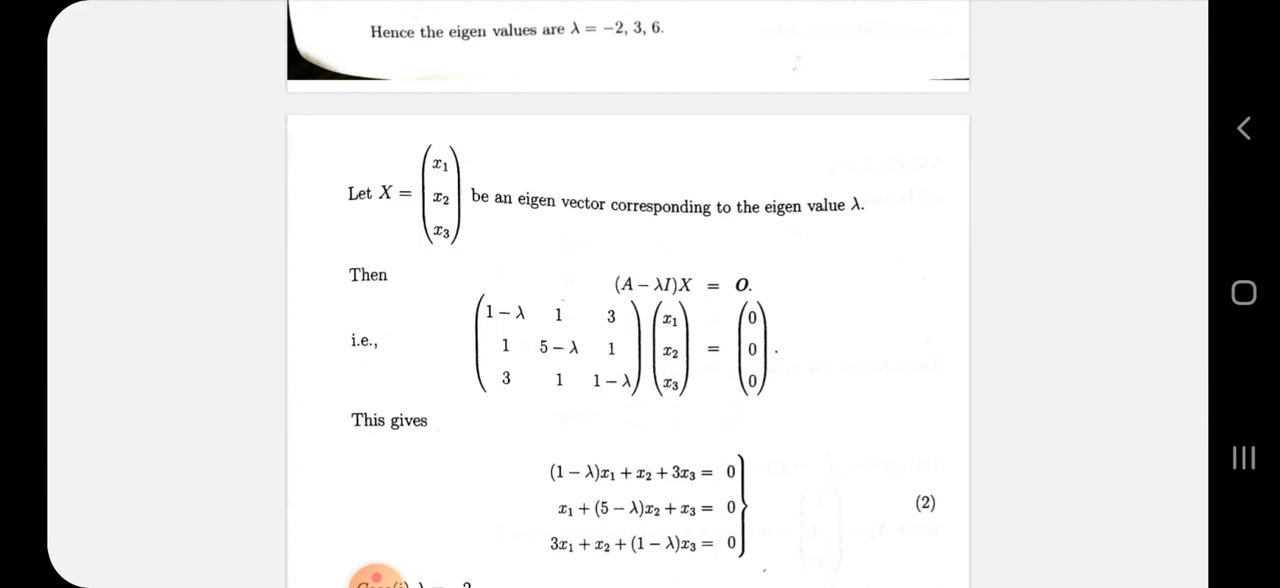 Hence the eigen values are λ = −2, 3, 6.
Let X = (x₁ x₂ x₃) be an eigen vector corresponding to the eigen value λ.
Then
(A − λI)X = O.
i.e.,
(1 − λ 1 3) (x₁) (0)
(1 5 − λ 1) (x₂) = (0) .
(3 1 1 − λ) (x₃) (0)
This gives
(1 − λ)x₁ + x₂ + 3x₃ = 0
x₁ + (5 − λ)x₂ + x₃ = 0 (2)
3x₁ + x₂ + (1 − λ)x₃ = 0